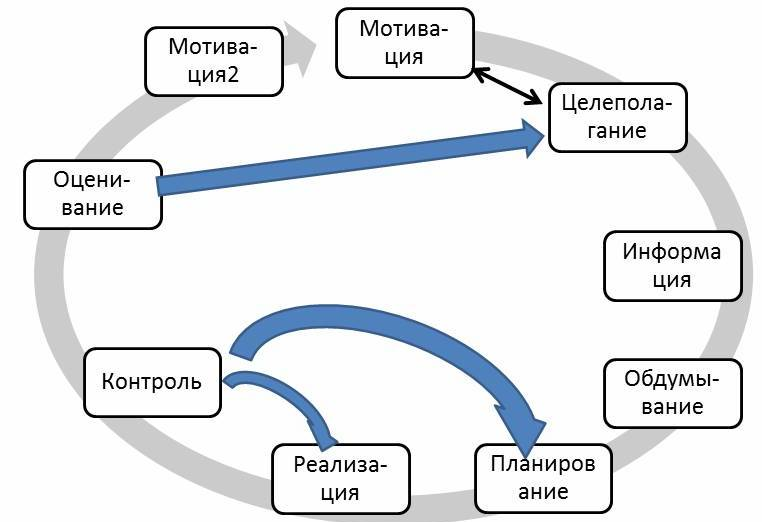 Мотива-
ция
Целепола-
гание
Информа
ция
Обдумы-
вание
Планиров
ание
Реализа-
ция
Контроль
Оцени-
вание
Мотива-
ция2